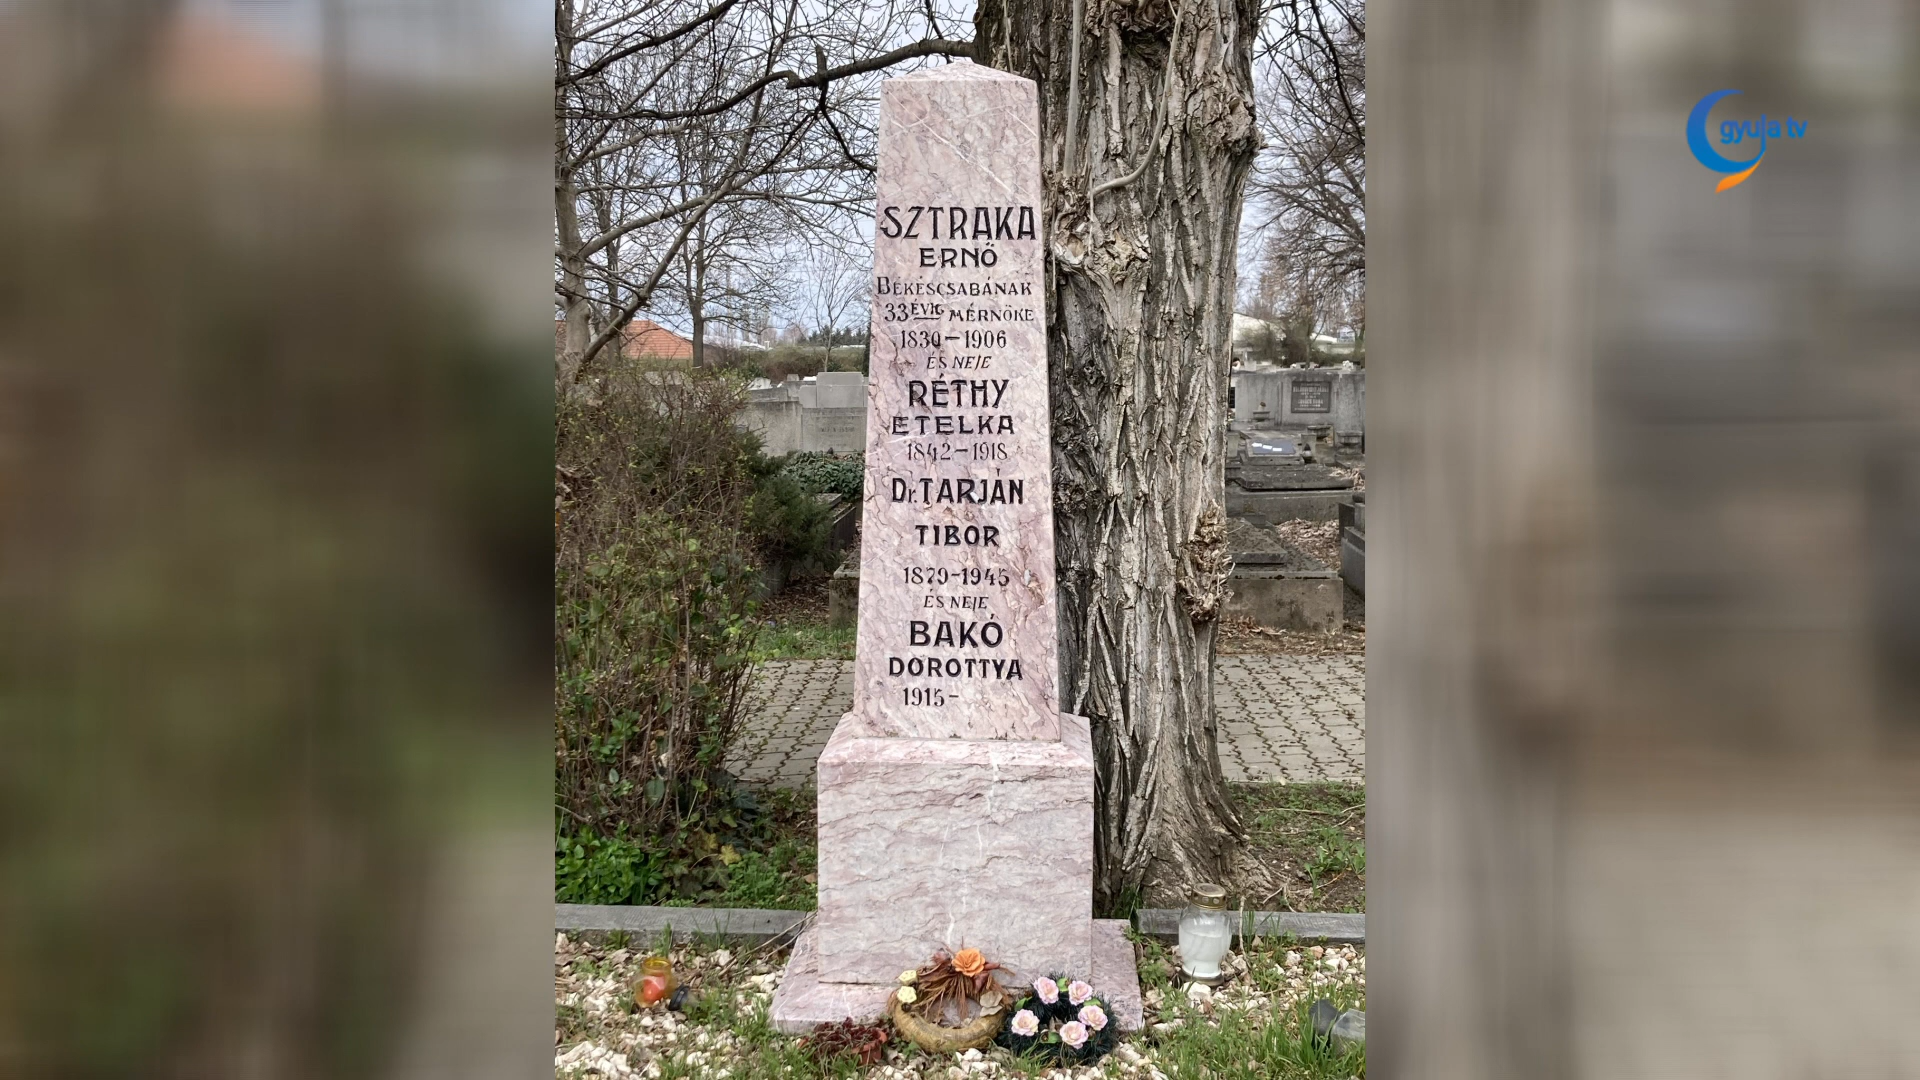 SZTRAKA
ERNŐ
BÉKÉSCSABÁNAK
33 ÉVIG MÉRNÖKE
1830-1906
ÉS NEJE
RÉTHY
ETELKA
1842-1918
Dr. TARJÁN
TIBOR
1879-1945
ÉS NEJE
BAKÓ
DOROTTYA
1915-
gyula tv